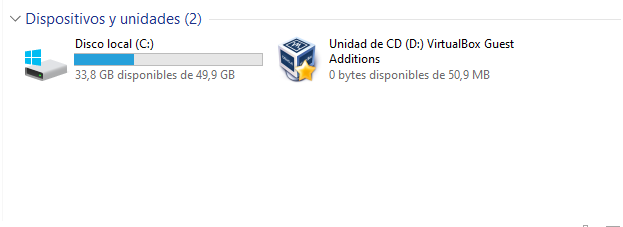 Dispositivos y unidades (2)
Disco local (C:)
33,8 GB disponibles de 49,9 GB
Unidad de CD (D:) VirtualBox Guest
Additions
0 bytes disponibles de 50,9 MB